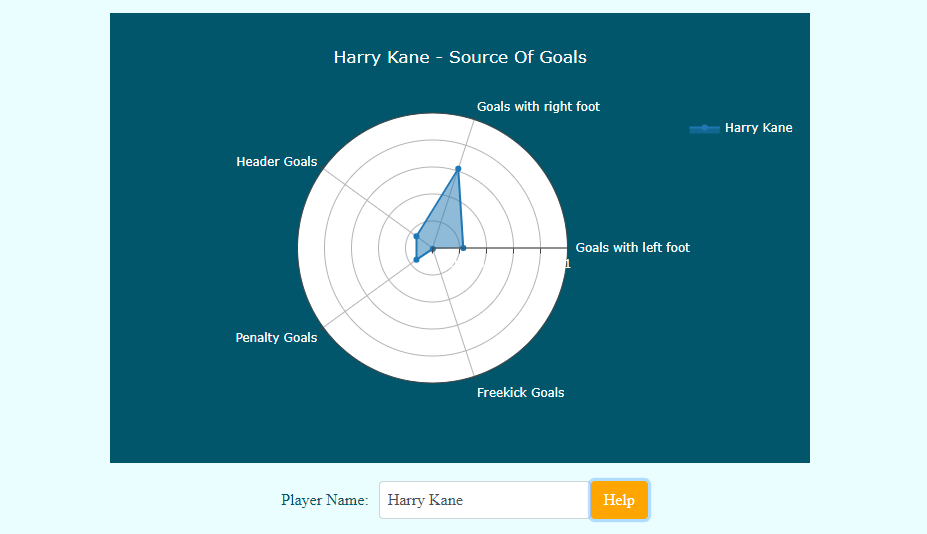 Harry Kane - Source Of Goals
Goals with right foot
Harry Kane
Header Goals
Goals with left foot
1
Penalty Goals
Freekick Goals
Player Name:
Harry Kane
Help